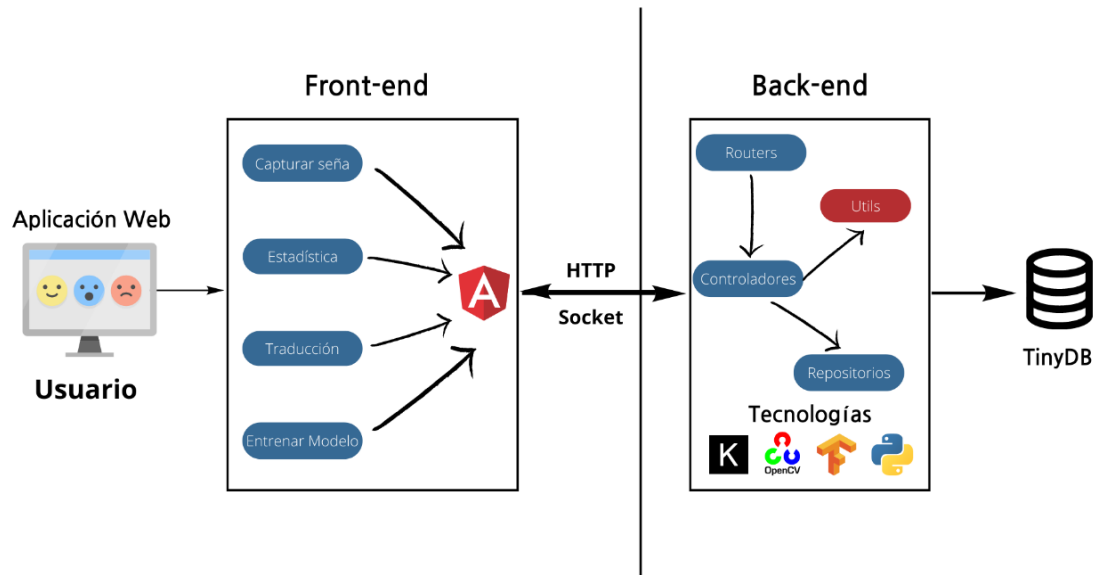 Front-end
Back-end
Aplicación Web
Usuario
Capturar seña
Estadística
Traducción
Entrenar Modelo
A
HTTP
Socket
Routers
Utils
Controladores
Repositorios
Tecnologías
K
OpenCV
TinyDB